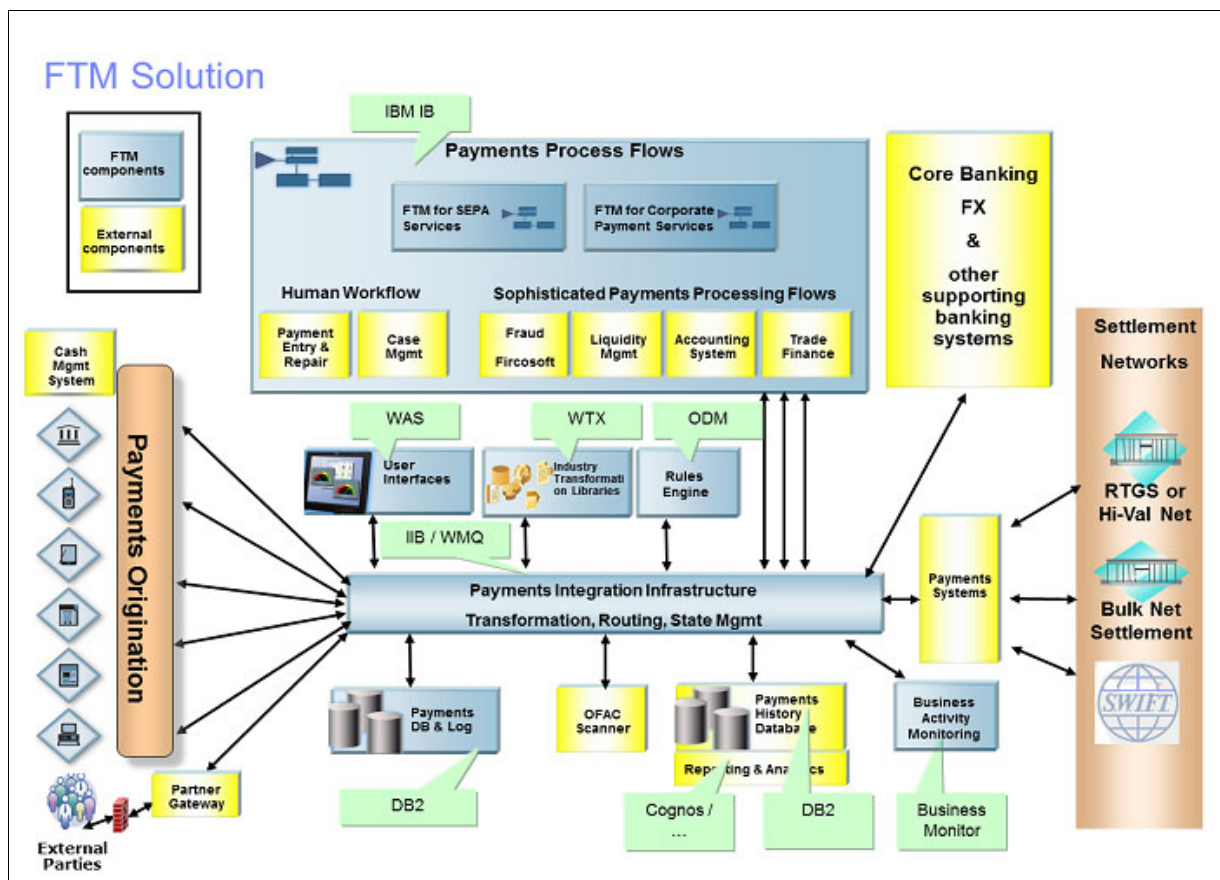 FTM Solution
FTM
components
External
components
IBM IB
Payments Process Flows
FTM for SEPA
Services
FTM for Corporate
Payment Services
Human Workflow
Sophisticated Payments Processing Flows
Payment
Entry &
Repair
Case
Mgmt
Fraud
Fircosoft
Liquidity
Mgmt
Accounting
System
Trade
Finance
Core Banking
FX
&
other
supporting
banking
systems
Cash
Mgmt
System
Payments Origination
WAS
User
Interfaces
WTX
Industry
Transformati
on Libraries
ODM
Rules
Engine
IIB / WMQ
Payments Integration Infrastructure
Transformation, Routing, State Mgmt
Payments
Systems
Settlement
Networks
RTGS or
Hi-Val Net
Bulk Net
Settlement
SWIFT
Payments
DB & Log
DB2
OFAC
Scanner
Payments
History
Database
Reporting & Analytics
Cognos /
...
DB2
Business
Activity
Monitoring
Business
Monitor
Partner
Gateway
External
Parties